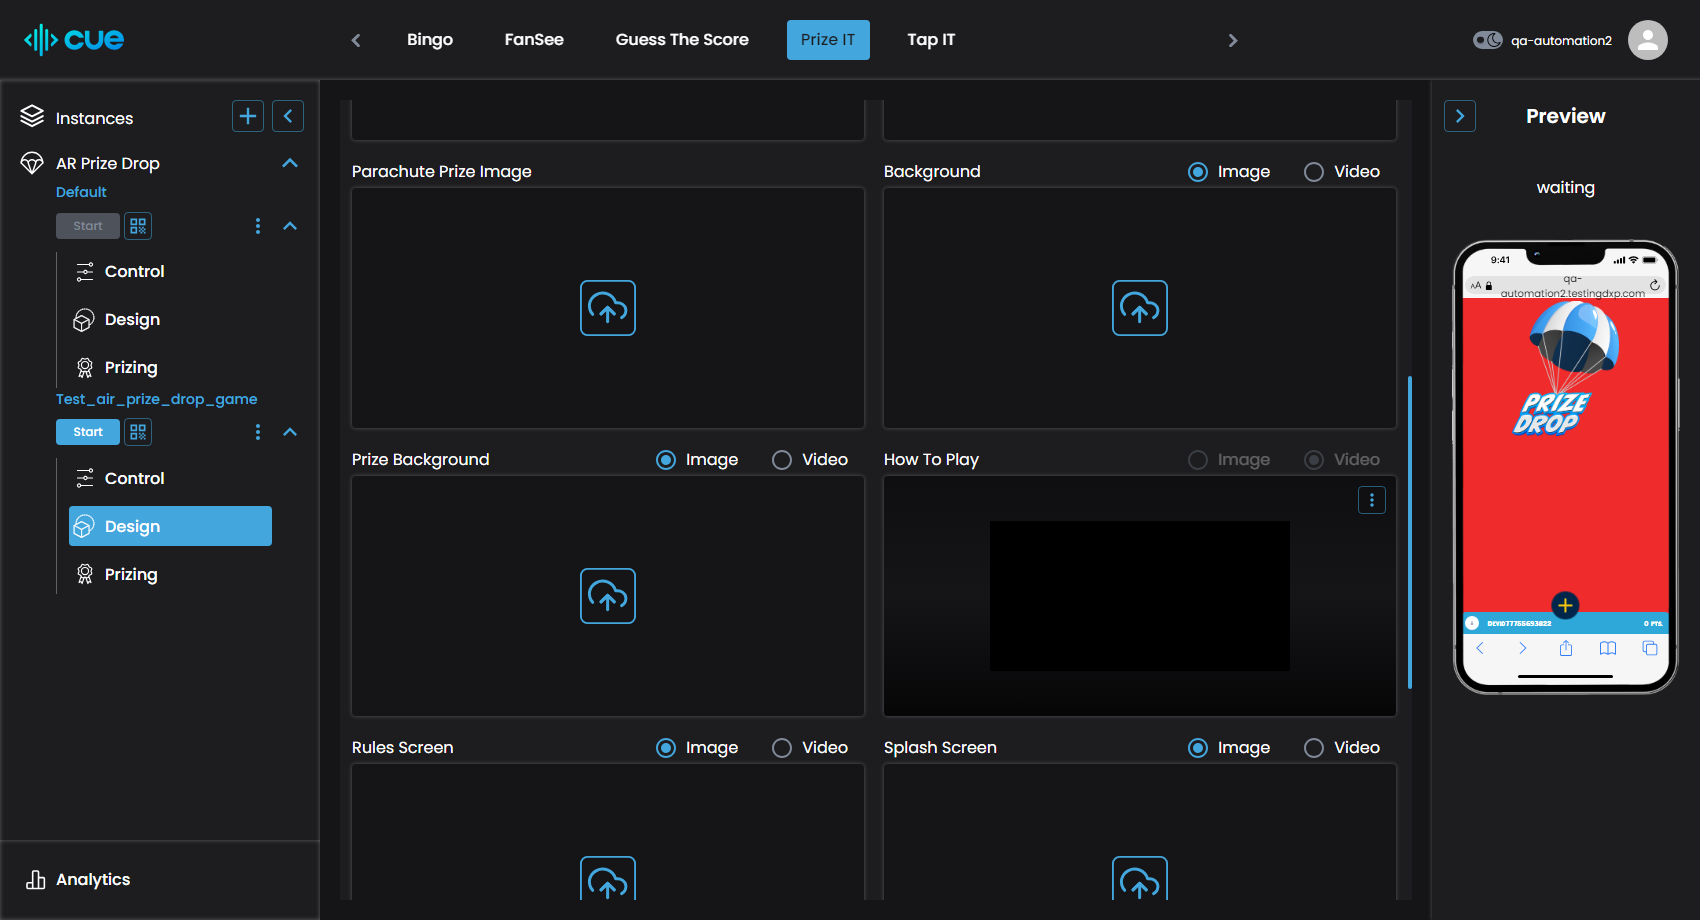 cue
Bingo
FanSee
Guess The Score
Prize IT
Tap IT
qa-automation2
Instances
AR Prize Drop
Default
Start
Control
Design
Prizing
Test_air_prize_drop_game
Start
Control
Design
Prizing
Analytics
Parachute Prize Image
Background
Image
Video
Prize Background
Image
Video
How To Play
Image
Video
Rules Screen
Image
Video
Splash Screen
Image
Video
Preview
waiting
9:41
AA
qa-
automation2.testingdxp.com
PRIZE
DROP
0 PTS.